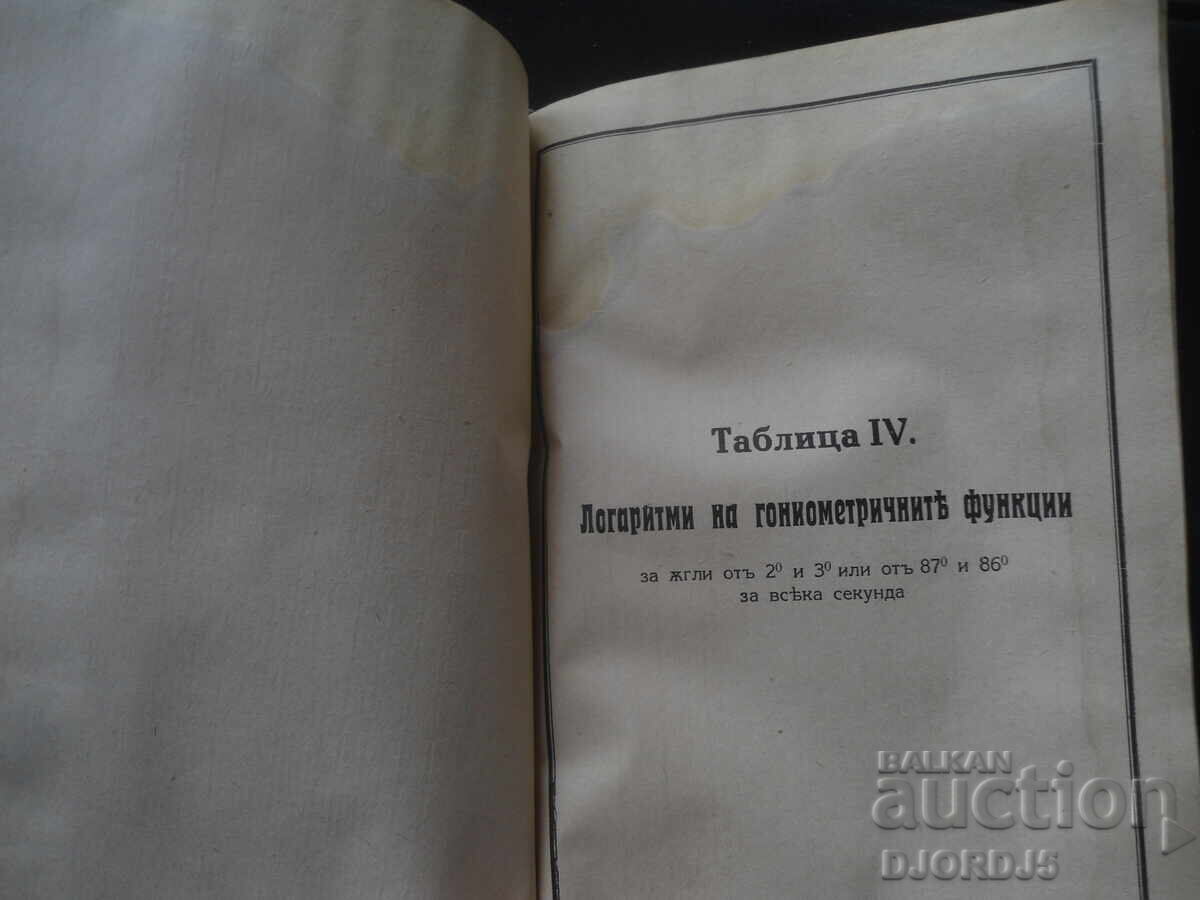 Таблица IV.
Логаритми на гониометричнитѣ функции
за ѫгли отъ 2⁰ и 3⁰ или отъ 87⁰ и 86⁰
за всѣка секунда
BALKAN
auction
DJORDJ5